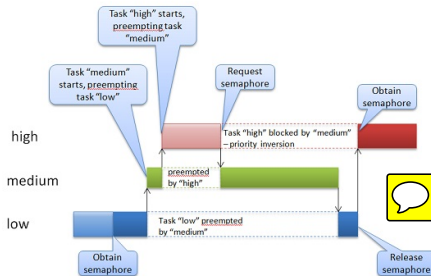 Task “high” starts,
preempting task
“medium”
Task “medium”
starts, preempting
task “low”
Request
semaphore
Obtain
semaphore
high
Task “high” blocked by “medium”
– priority inversion
medium
preempted
by “high”
low
Task “low” preempted
by “medium”
Obtain
semaphore
Release
semaphore